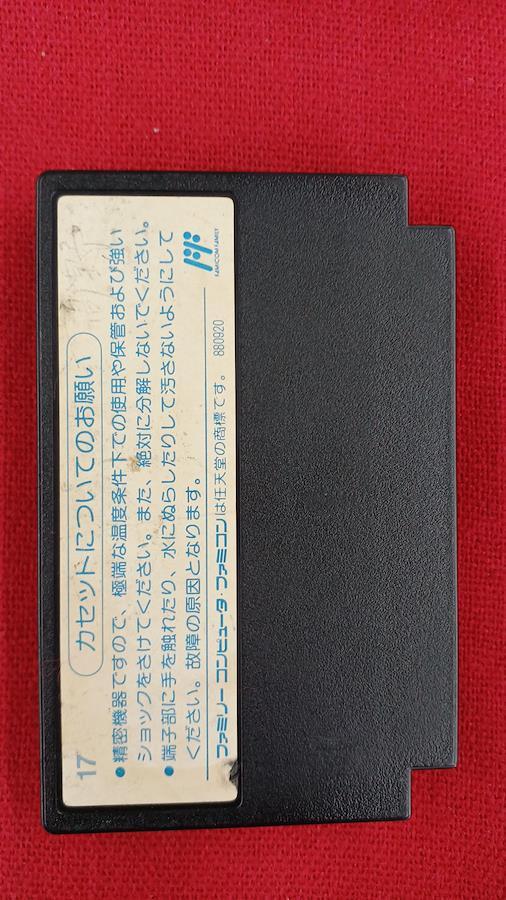 17
カセットについてのお願い
●精密機器ですので、極端な温度条件下での使用や保管および強い
ショックをさけてください。また、絶対に分解しないでください。
●端子部に手を触れたり、水にぬらしたりして汚さないようにして
ください。故障の原因となります。
FAMICOM FAMILY
ファミリー コンピュータ・ファミコンは任天堂の商標です。 880920